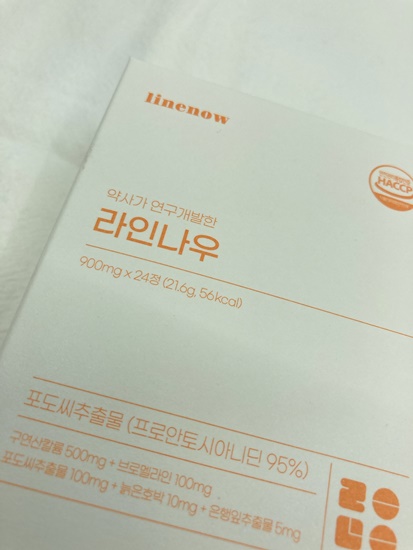 linenow
HACCP
약사가 연구개발한
라인나우
900mg x 24정 (21.6g, 56kcal)
포도씨추출물 (프로안토시아니딘 95%)
구연산칼륨 500mg + 브로멜라인 100mg
포도씨추출물 100mg + 늙은호박 10mg + 은행잎추출물 5mg